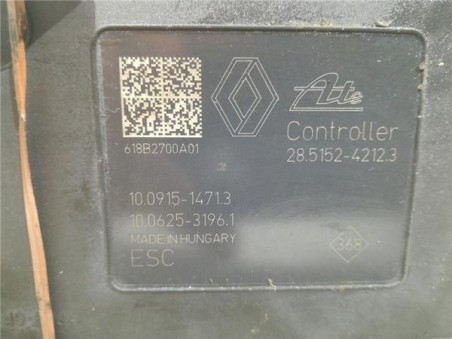 Ate
Controller
618B2700A01
28.5152-4212.3
10.0915-1471.3
10.0625-3196.1
MADE IN HUNGARY
ESC
368